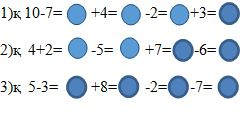 1)қ 10-7= +4= -2= +3=
2)қ 4+2= -5= +7= -6=
3)қ 5-3= +8= -2= -7=